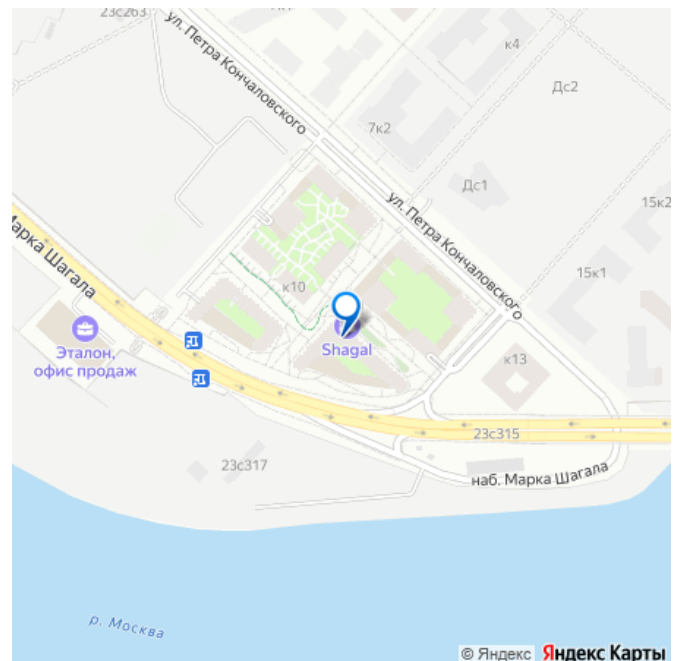 23с263
ул. Петра Кончаловского
к4
Дс2
7к2
Дс1
15к2
ул. Петра Кончаловского
15к1
Марка Шагала
к10
Эталон,
офис продаж
Shagal
к13
23с315
23с317
наб. Марка Шагала
р. Москва
© Яндекс Яндекс Карты